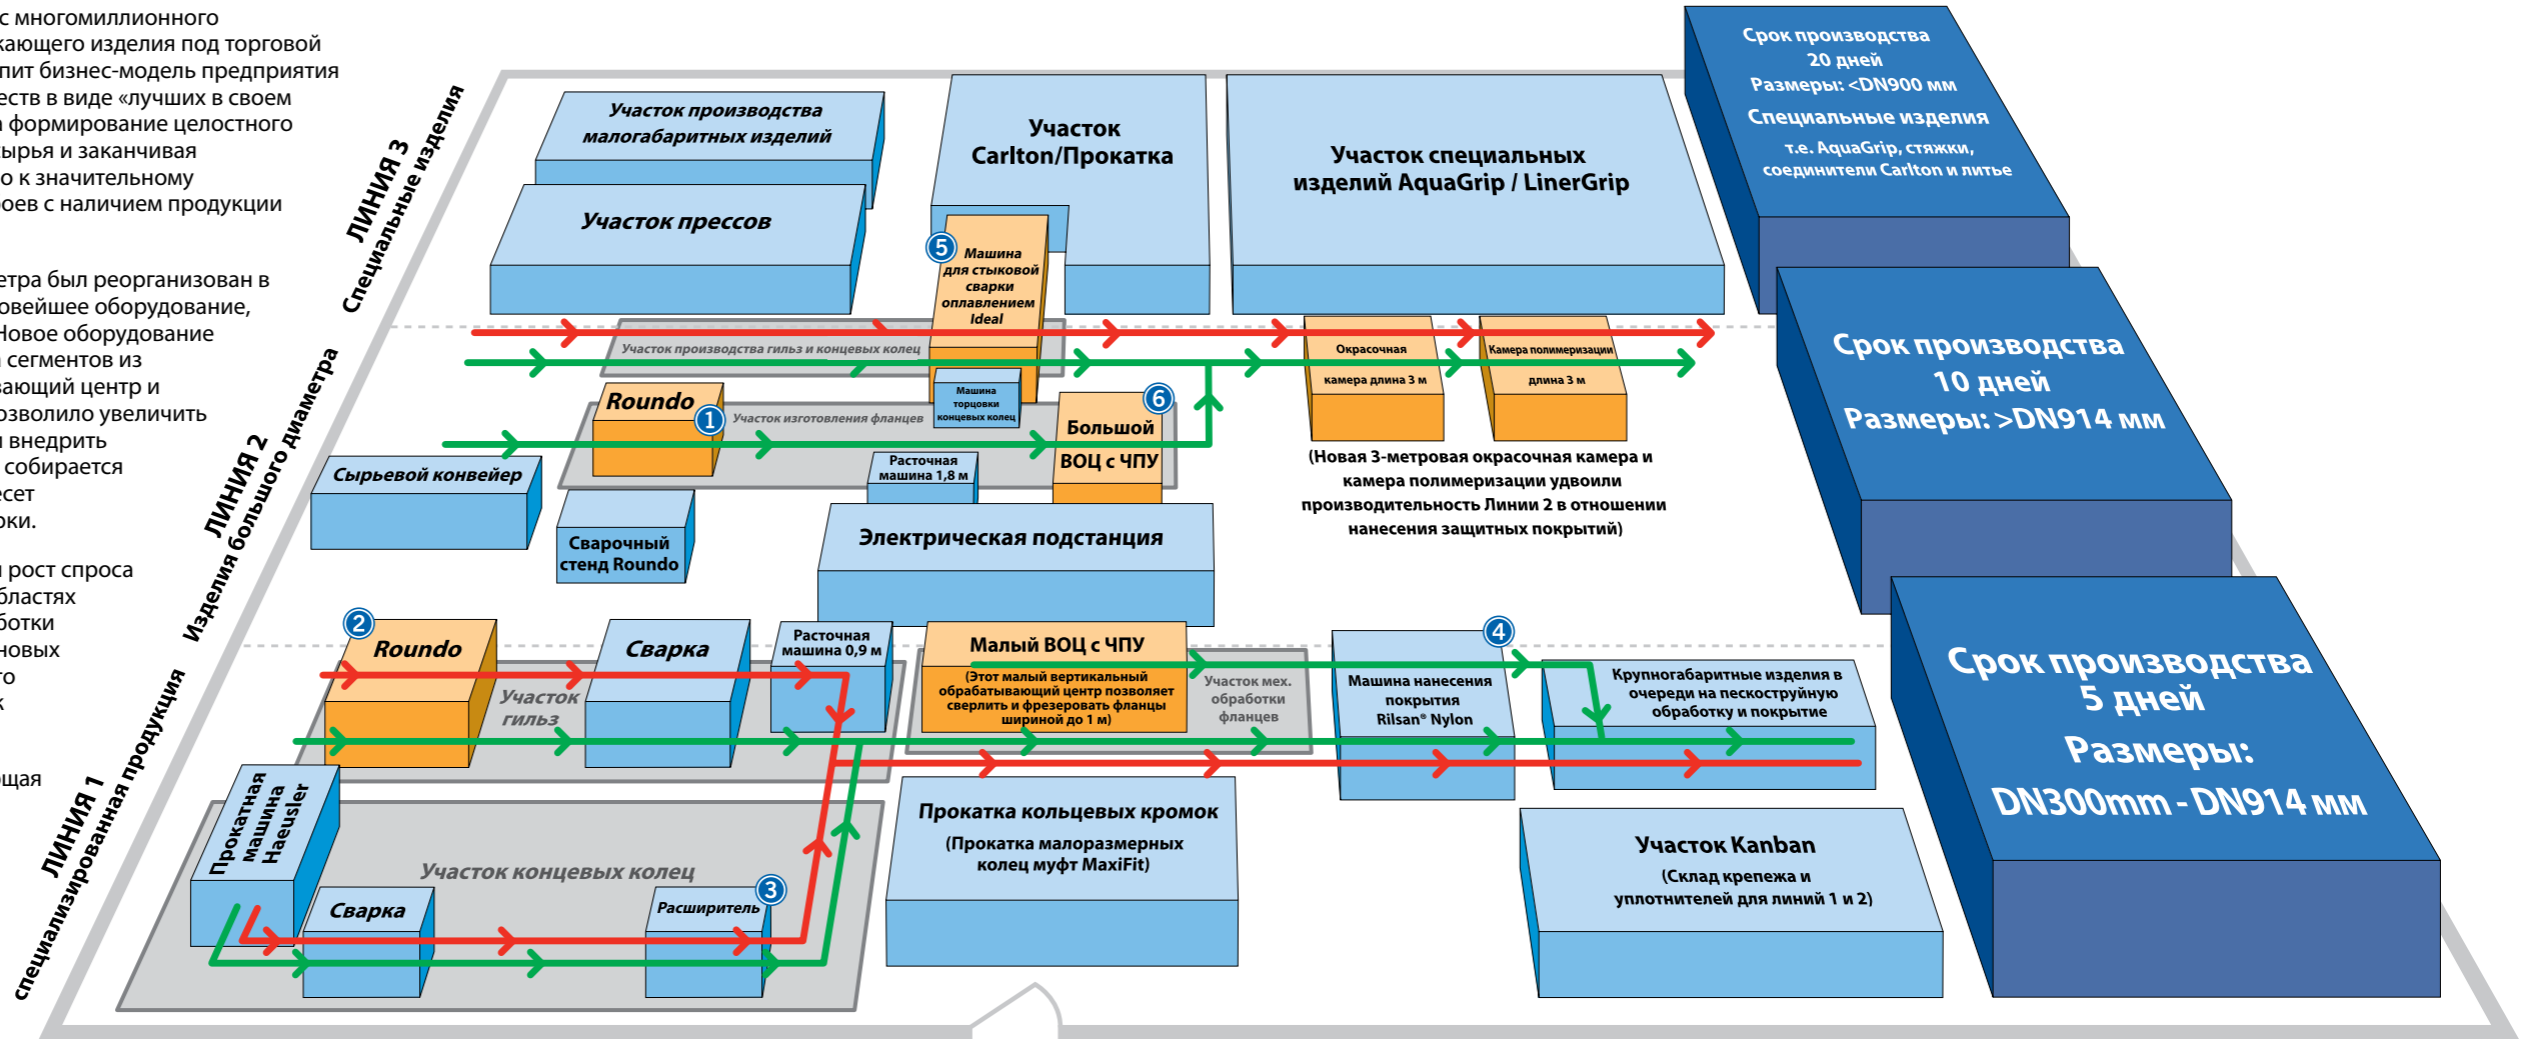 с многомиллионного
кающего изделия под торговой
пит бизнес-модель предприятия
еств в виде «лучших в своем
а формирование целостного
сырья и заканчивая
о к значительному
роев с наличием продукции
етра был реорганизован в
овейшее оборудование,
Новое оборудование
а сегментов из
вающий центр и
озволило увеличить
и внедрить
собирается
есет
рки.
и рост спроса
бластях
ботки
новых
го
к
ющая
ЛИНИЯ 3
Специальные изделия
ЛИНИЯ 2
Изделия большого диаметра
ЛИНИЯ 1
специализированная продукция
Участок производства
малогабаритных изделий
Участок прессов
Участок
Carlton/Прокатка
Участок специальных
изделий AquaGrip / LinerGrip
Срок производства
20 дней
Размеры: <DN900 мм
Специальные изделия
т.е. AquaGrip, стяжки,
соединители Carlton и литье
5
Машина
для стыковой
сварки
оплавлением
Ideal
Участок производства гильз и концевых колец
Машина
торцовки
концевых колец
Окрасочная
камера длина 3 м
Камера полимеризации
длина 3 м
Срок производства
10 дней
Размеры: >DN914 мм
Roundo
1
Участок изготовления фланцев
6
Большой
ВОЦ с ЧПУ
Расточная
машина 1,8 м
(Новая 3-метровая окрасочная камера и
камера полимеризации удвоили
производительность Линии 2 в отношении
нанесения защитных покрытий)
Сырьевой конвейер
Сварочный
стенд Roundo
Электрическая подстанция
2
Roundo
Сварка
Расточная
машина 0,9 м
Участок
гильз
Малый ВОЦ с ЧПУ
(Этот малый вертикальный
обрабатывающий центр позволяет
сверлить и фрезеровать фланцы
шириной до 1 м)
Участок мех.
обработки
фланцев
4
Машина нанесения
покрытия
Rilsan® Nylon
Крупногабаритные изделия в
очереди на пескоструйную
обработку и покрытие
Срок производства
5 дней
Размеры:
DN300mm - DN914 мм
Прокатная
машина
Haeusler
Участок концевых колец
Сварка
Расширитель
3
Прокатка кольцевых кромок
(Прокатка малоразмерных
колец муфт MaxiFit)
Участок Kanban
(Склад крепежа и
уплотнителей для линий 1 и 2)